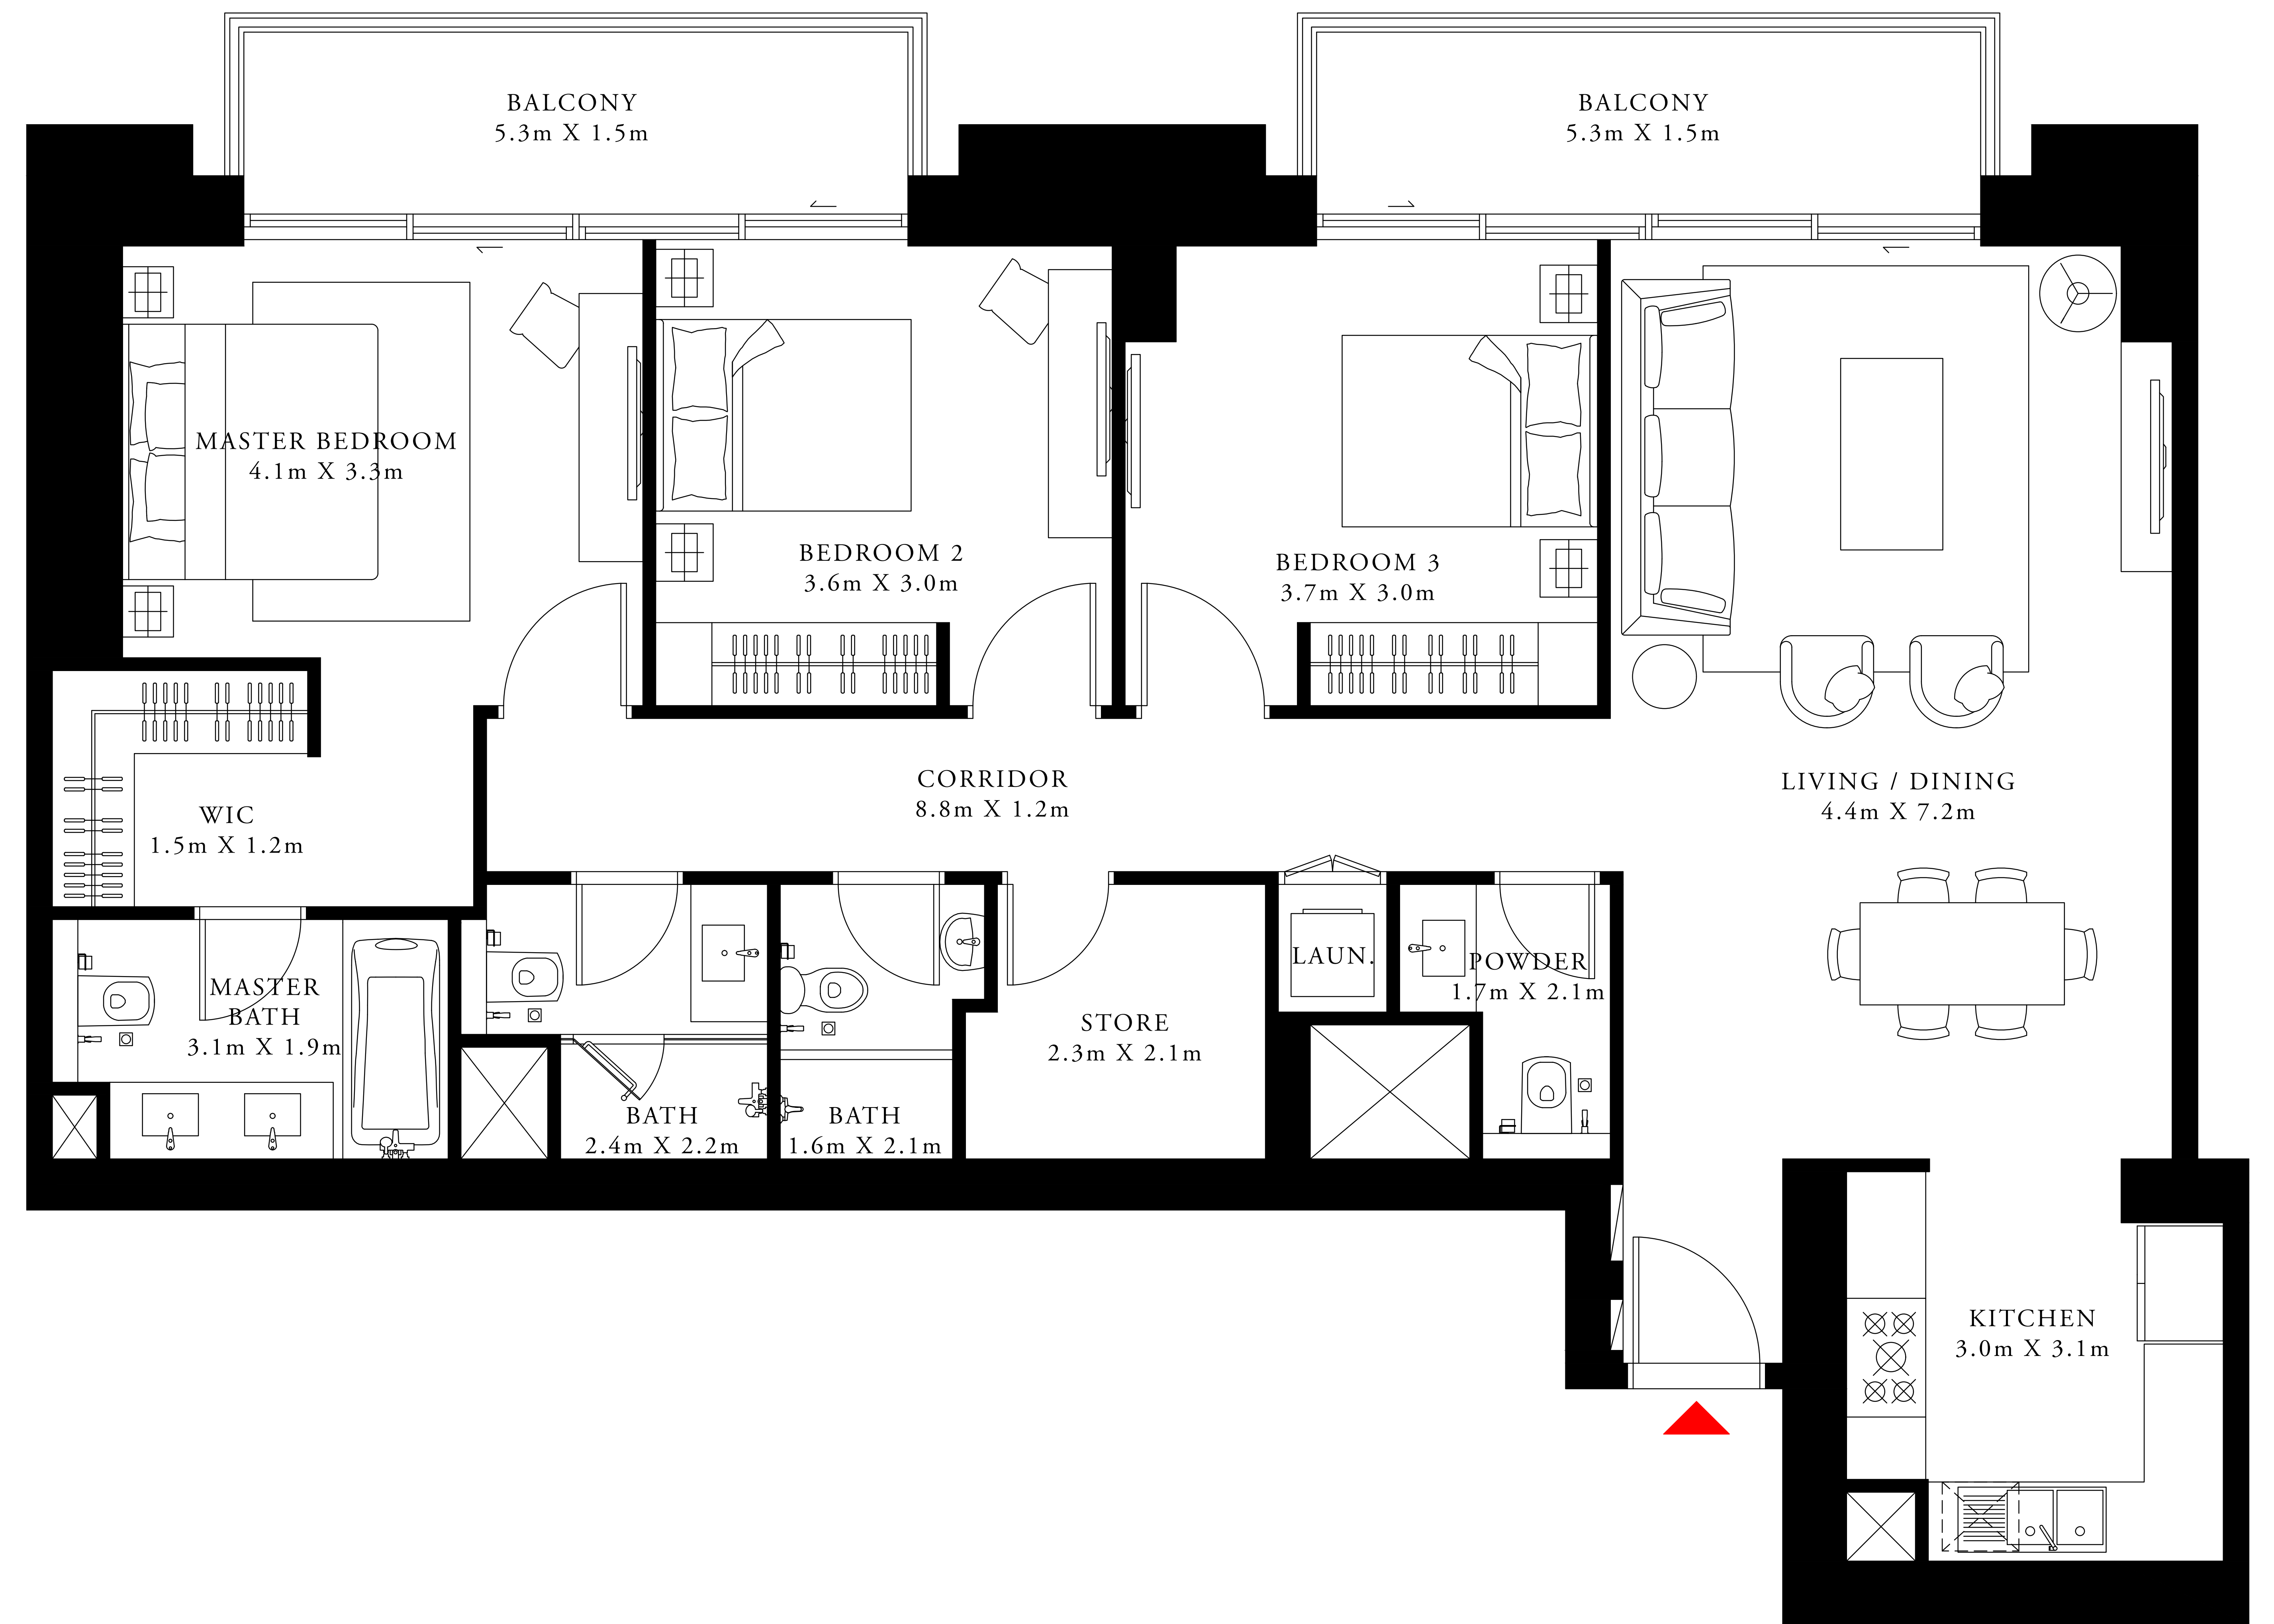 BALCONY
5.3m X 1.5m
BALCONY
5.3m X 1.5m
MASTER BEDROOM
4.1m X 3.3m
BEDROOM 2
3.6m X 3.0m
BEDROOM 3
3.7m X 3.0m
CORRIDOR
8.8m X 1.2m
LIVING / DINING
4.4m X 7.2m
WIC
1.5m X 1.2m
MASTER
BATH
3.1m X 1.9m
BATH
2.4m X 2.2m
BATH
1.6m X 2.1m
STORE
2.3m X 2.1m
LAUN.
POWDER
1.7m X 2.1m
KITCHEN
3.0m X 3.1m